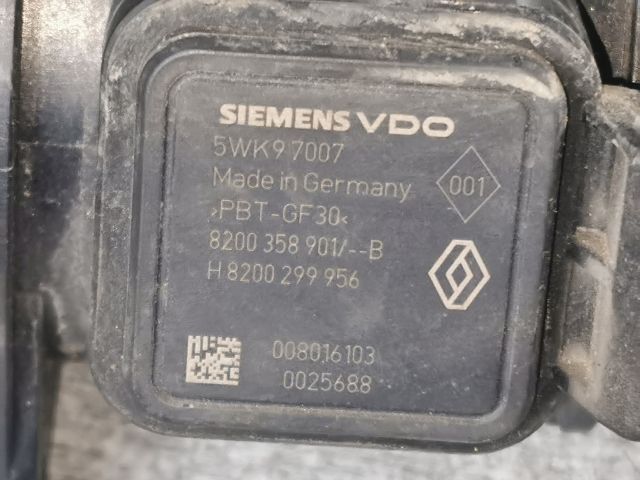 SIEMENS VDO
5WK9 7007
Made in Germany
001
›PBT-GF30‹
8200 358 901/--B
H 8200 299 956
008016103
0025688